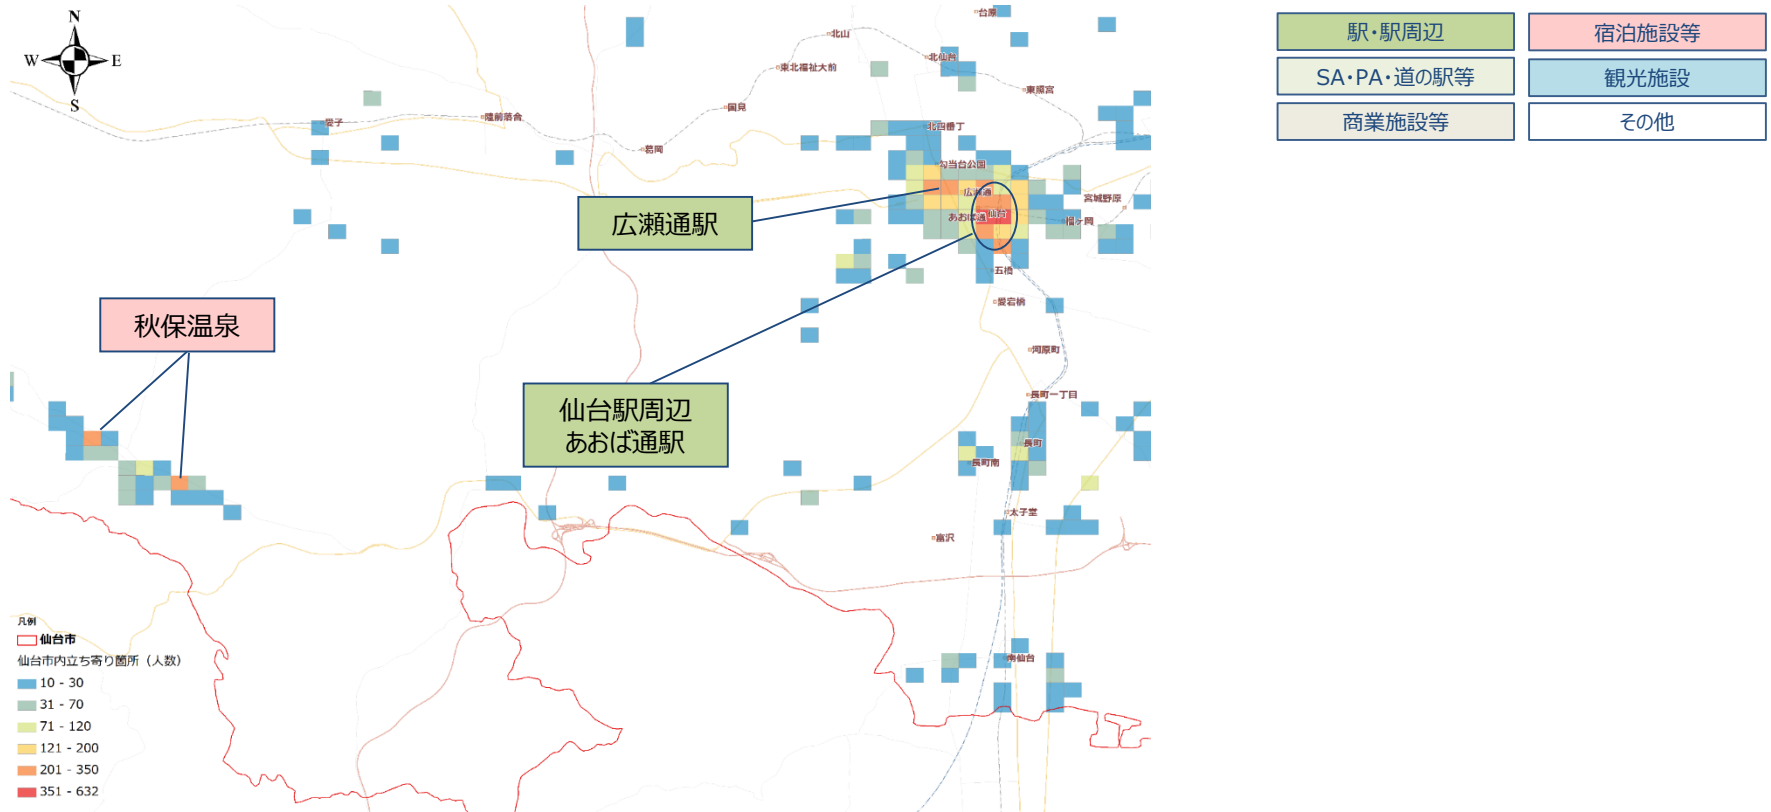 N
W
E
S
駅・駅周辺
宿泊施設等
SA・PA・道の駅等
観光施設
商業施設等
その他
台原
北山
北仙台
東北福祉大前
東照宮
国見
愛子
陸前落合
北四番丁
葛岡
勾当台公園
広瀬通
宮城野原
あおば通
仙台
榴ヶ岡
広瀬通駅
五橋
愛宕橋
秋保温泉
河原町
長町一丁目
仙台駅周辺
あおば通駅
長町
長町南
太子堂
富沢
南仙台
凡例
仙台市
仙台市内立ち寄り箇所（人数）
10 - 30
31 - 70
71 - 120
121 - 200
201 - 350
351 - 632